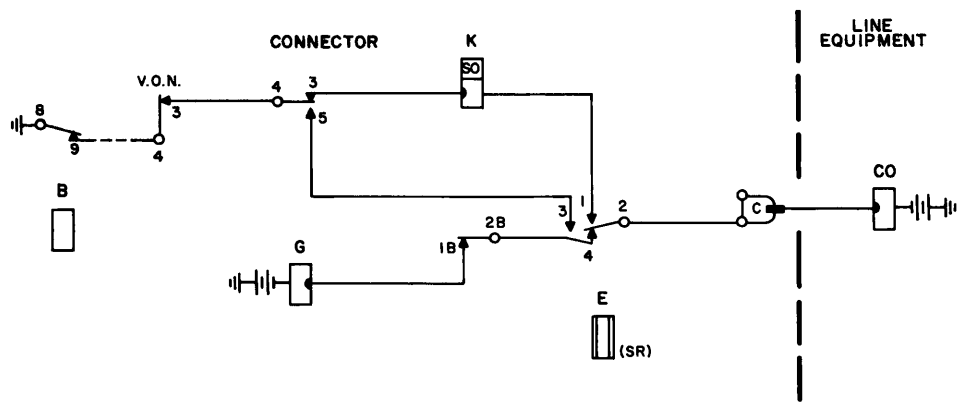 LINE
EQUIPMENT
CONNECTOR
K
SO
V.O.N.
3
4
3
5
8
9
4
B
CO
C
1
2
3
4
2B
1B
G
E
(SR)